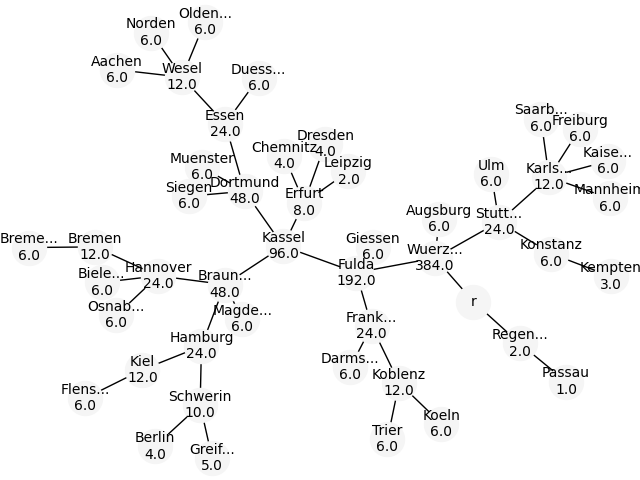 Norden
6.0
Olden...
6.0
Aachen
6.0
Wesel
12.0
Duess...
6.0
Essen
24.0
Muenster
6.0
Siegen
6.0
Dortmund
48.0
Chemnitz
4.0
Dresden
4.0
Leipzig
2.0
Erfurt
8.0
Saarb...
6.0
Freiburg
6.0
Kaise...
6.0
Karls...
12.0
Mannheim
6.0
Ulm
6.0
Stutt...
24.0
Augsburg
6.0
Konstanz
6.0
Kempten
3.0
Kassel
96.0
Giessen
6.0
Fulda
192.0
Wuerz...
384.0
Breme...
6.0
Bremen
12.0
Biele...
6.0
Hannover
24.0
Osnab...
6.0
Braun...
48.0
Magde...
6.0
r
Regen...
2.0
Passau
1.0
Frank...
24.0
Darms...
6.0
Koblenz
12.0
Koeln
6.0
Trier
6.0
Hamburg
24.0
Kiel
12.0
Flens...
6.0
Schwerin
10.0
Berlin
4.0
Greif...
5.0